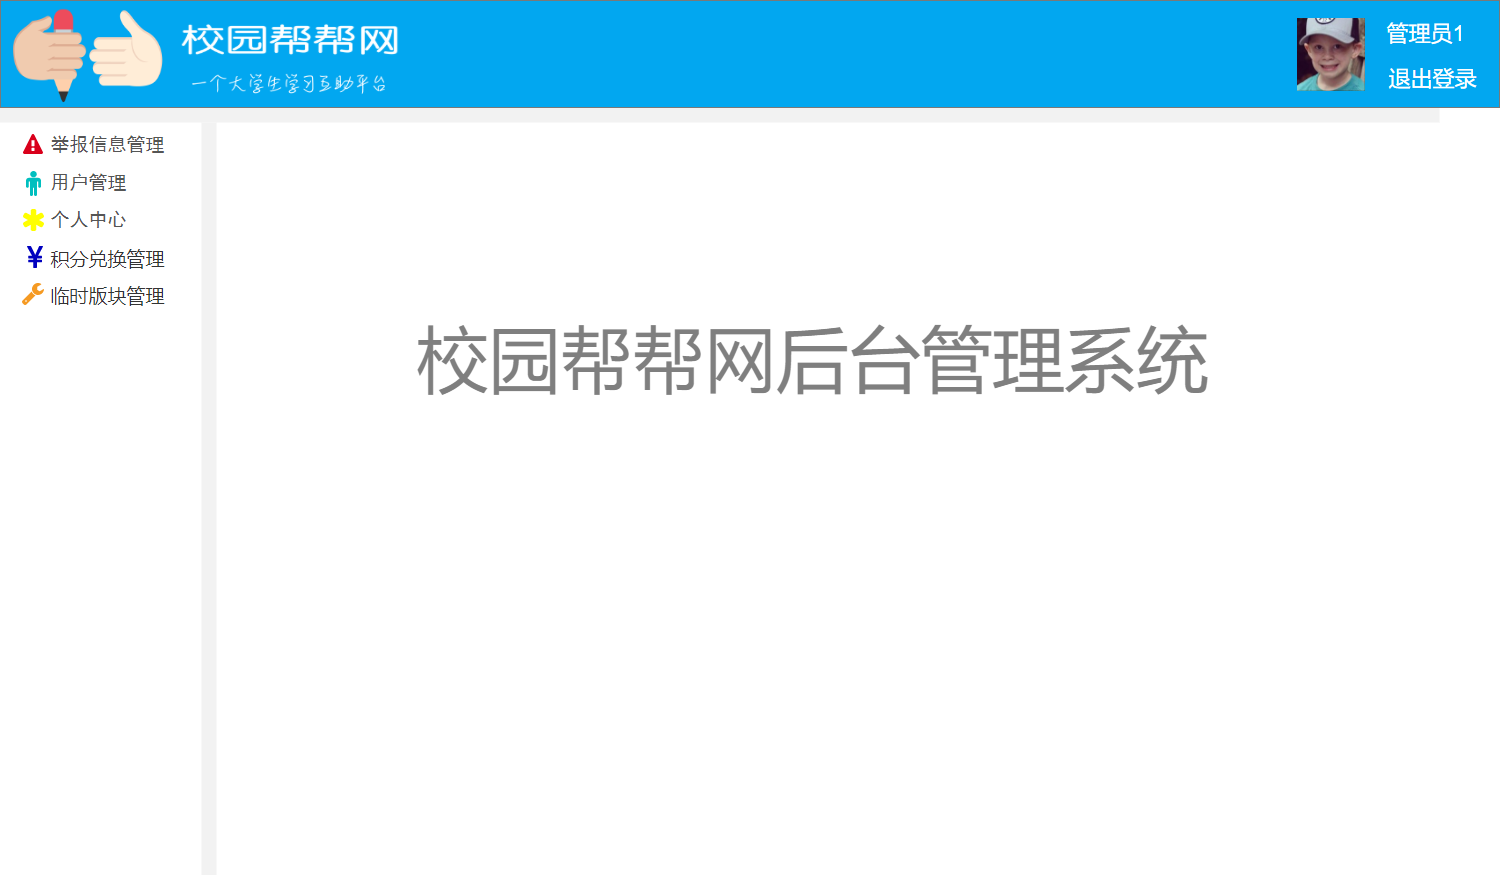 校园帮帮网
一个大学生学习互助平台
管理员1
退出登录
举报信息管理
用户管理
个人中心
积分兑换管理
临时版块管理
校园帮帮网后台管理系统